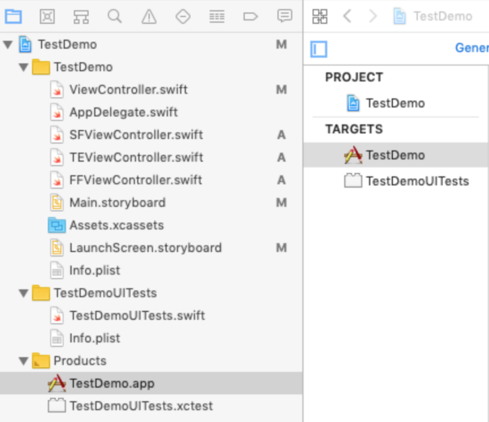 TestDemo M
TestDemo
ViewController.swift M
AppDelegate.swift
SFViewController.swift A
TEViewController.swift A
FFViewController.swift A
Main.storyboard M
Assets.xcassets
LaunchScreen.storyboard M
Info.plist
TestDemoUITests
TestDemoUITests.swift
Info.plist
Products
TestDemo.app
TestDemoUITests.xctest
TestDemo
Gener
PROJECT
TestDemo
TARGETS
TestDemo
TestDemoUITests